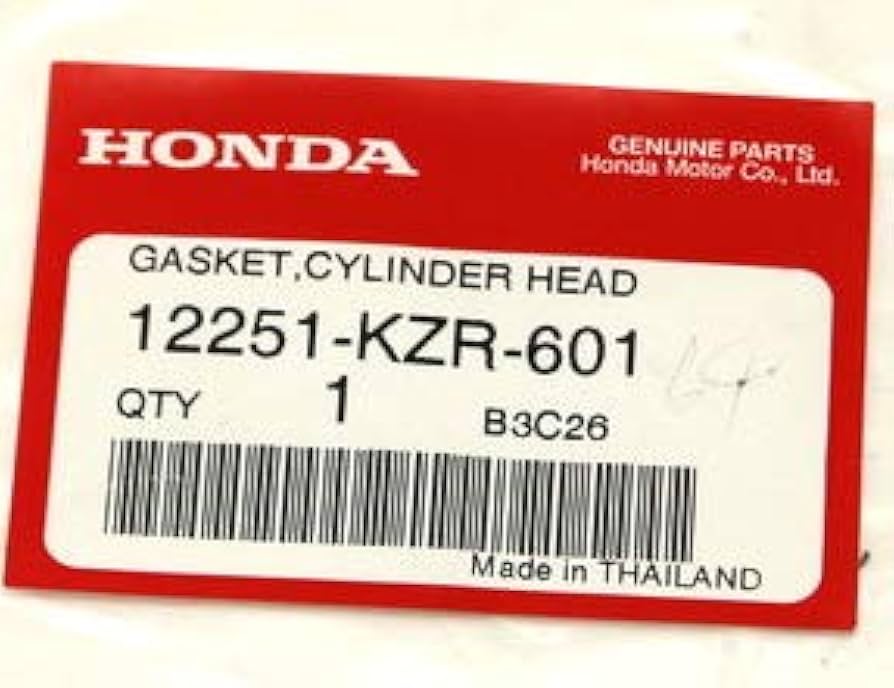 HONDA
GENUINE PARTS
Honda Motor Co., Ltd.
GASKET,CYLINDER HEAD
12251-KZR-601
QTY 1 B3C26
Made in THAILAND